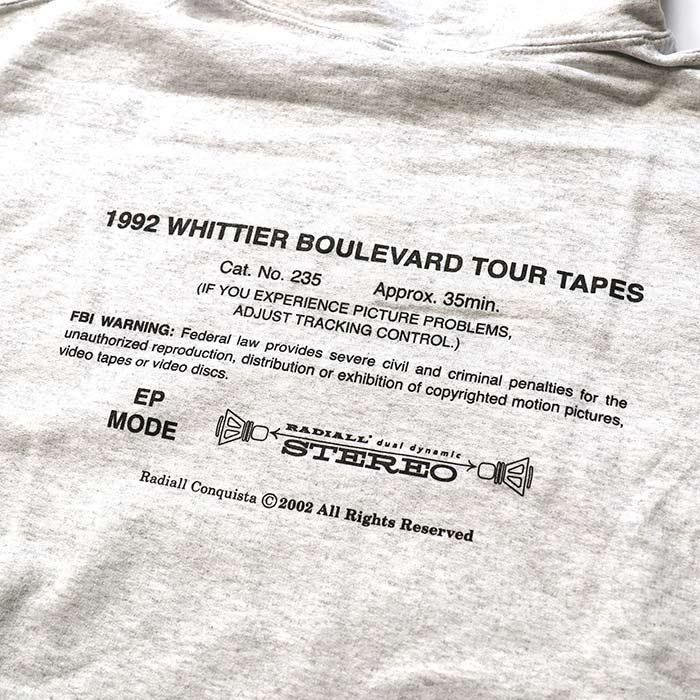 1992 WHITTIER BOULEVARD TOUR TAPES
Cat. No. 235 Approx. 35min.
(IF YOU EXPERIENCE PICTURE PROBLEMS,
ADJUST TRACKING CONTROL.)
FBI WARNING: Federal law provides severe civil and criminal penalties for the
unauthorized reproduction, distribution or exhibition of copyrighted motion pictures,
video tapes or video discs.
EP
MODE
RADIALL® dual dynamic
STEREO
Radiall Conquista ©2002 All Rights Reserved